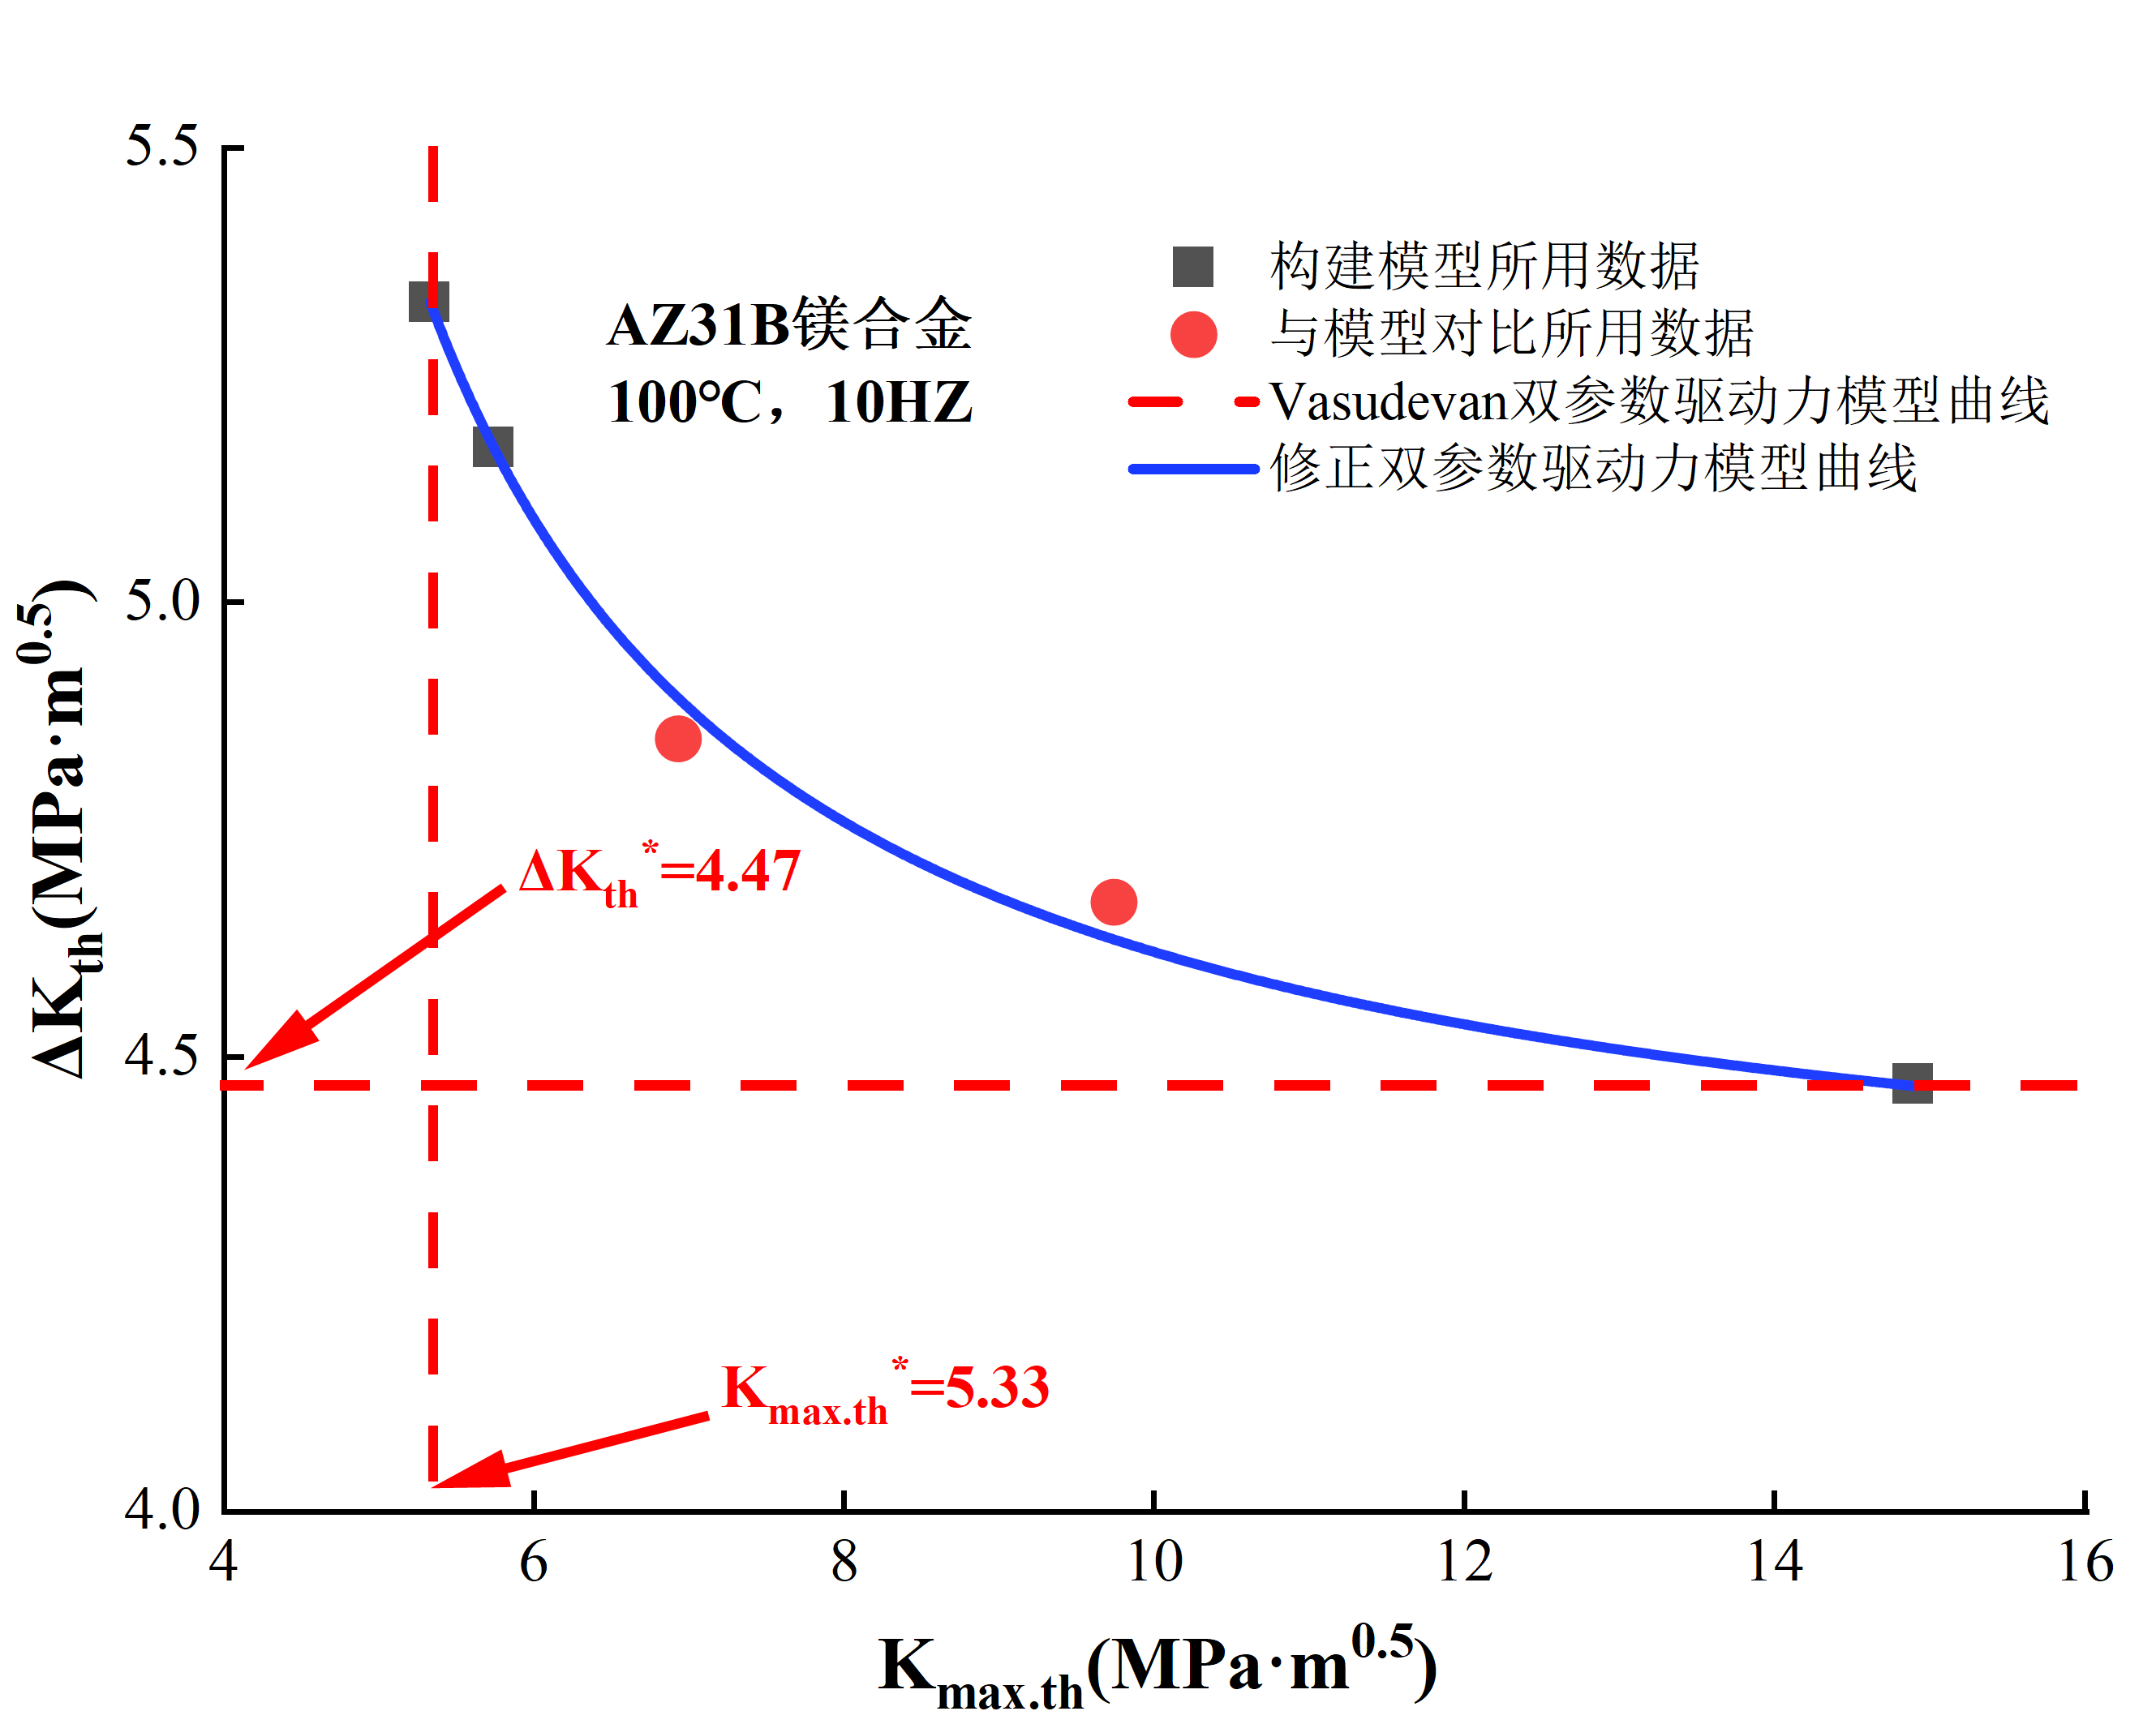 5.5
5.0
4.5
4.0
ΔKth(MPa·m0.5)
AZ31B镁合金
100℃，10HZ
构建模型所用数据
与模型对比所用数据
Vasudevan双参数驱动力模型曲线
修正双参数驱动力模型曲线
ΔKth*=4.47
Kmax.th*=5.33
4 6 8 10 12 14 16
Kmax.th(MPa·m0.5)